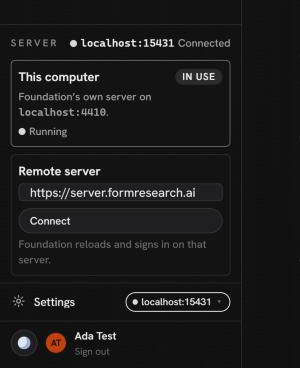 SERVER localhost:15431 Connected
This computer IN USE
Foundation's own server on
localhost:4410.
Running
Remote server
https://server.formresearch.ai
Connect
Foundation reloads and signs in on that
server.
Settings localhost:15431
AT Ada Test
Sign out